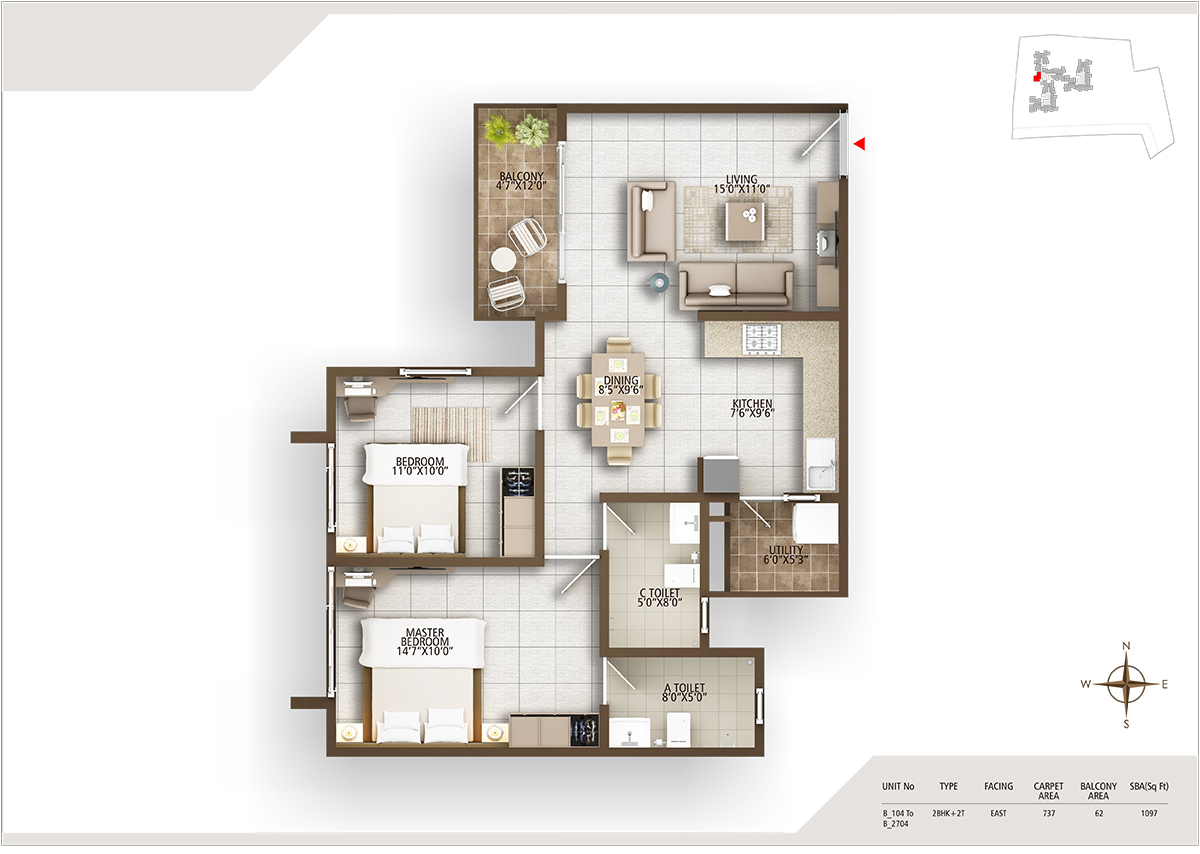 BALCONY
4'7"X12'0"
LIVING
15'0"X11'0"
DINING
8'5"X9'6"
KITCHEN
7'6"X9'6"
BEDROOM
11'0"X10'0"
UTILITY
6'0"X5'3"
C TOILET
5'0"X8'0"
MASTER
BEDROOM
14'7"X10'0"
A TOILET
8'0"X5'0"
N
W E
S
UNIT No TYPE FACING CARPET AREA BALCONY AREA SBA(Sq Ft)
B_104 To B_2704 2BHK+2T EAST 737 62 1097